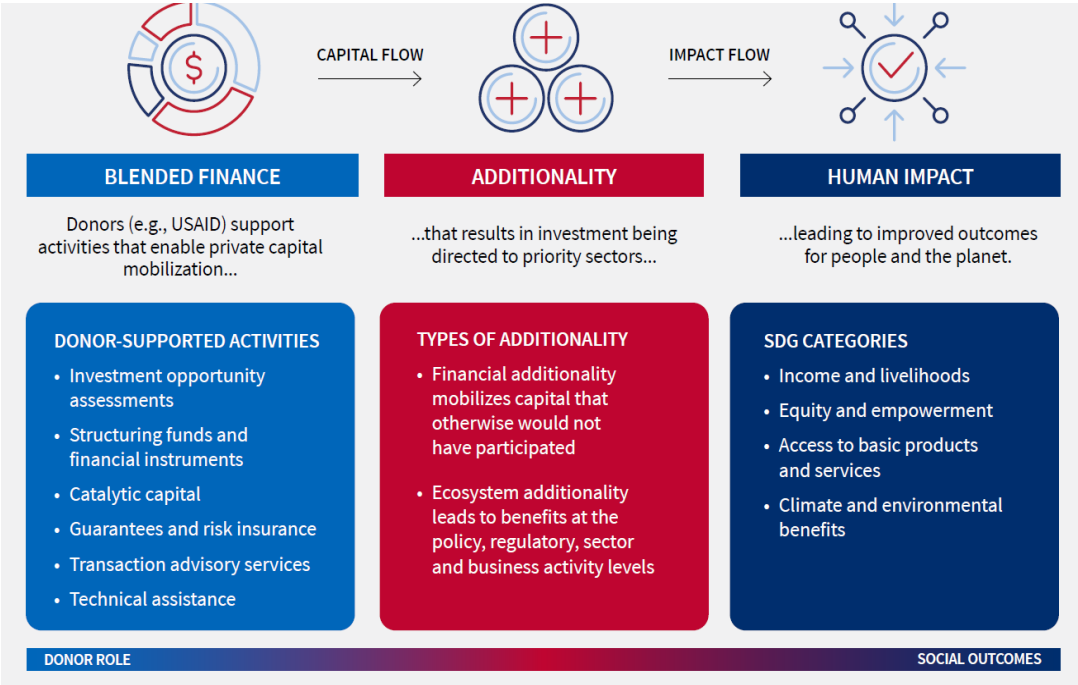 CAPITAL FLOW
IMPACT FLOW
BLENDED FINANCE
Donors (e.g., USAID) support
activities that enable private capital
mobilization...
ADDITIONALITY
...that results in investment being
directed to priority sectors...
HUMAN IMPACT
...leading to improved outcomes
for people and the planet.
DONOR-SUPPORTED ACTIVITIES
• Investment opportunity
assessments
• Structuring funds and
financial instruments
• Catalytic capital
• Guarantees and risk insurance
• Transaction advisory services
• Technical assistance
TYPES OF ADDITIONALITY
• Financial additionality
mobilizes capital that
otherwise would not
have participated
• Ecosystem additionality
leads to benefits at the
policy, regulatory, sector
and business activity levels
SDG CATEGORIES
• Income and livelihoods
• Equity and empowerment
• Access to basic products
and services
• Climate and environmental
benefits
DONOR ROLE
SOCIAL OUTCOMES